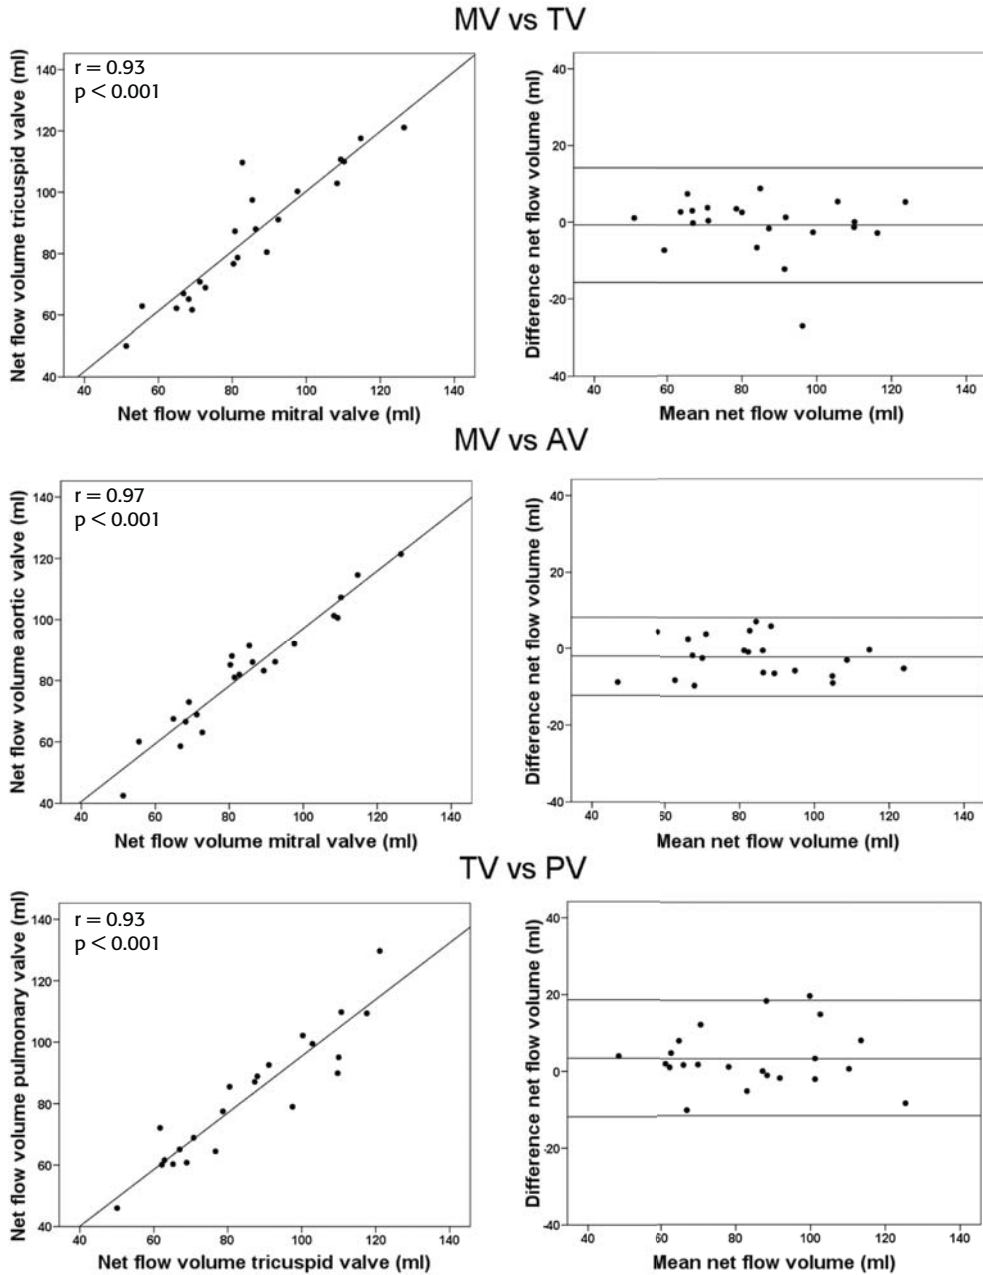 MV vs TV
Net flow volume tricuspid valve (ml)
r = 0.93
p < 0.001
140
120
100
80
60
40
40 60 80 100 120 140
Net flow volume mitral valve (ml)
Difference net flow volume (ml)
40
20
0
-20
-40
40 60 80 100 120 140
Mean net flow volume (ml)
MV vs AV
Net flow volume aortic valve (ml)
r = 0.97
p < 0.001
140
120
100
80
60
40
40 60 80 100 120 140
Net flow volume mitral valve (ml)
Difference net flow volume (ml)
40
20
0
-20
-40
40 60 80 100 120 140
Mean net flow volume (ml)
TV vs PV
Net flow volume pulmonary valve (ml)
r = 0.93
p < 0.001
140
120
100
80
60
40
40 60 80 100 120 140
Net flow volume tricuspid valve (ml)
Difference net flow volume (ml)
40
20
0
-20
-40
40 60 80 100 120 140
Mean net flow volume (ml)